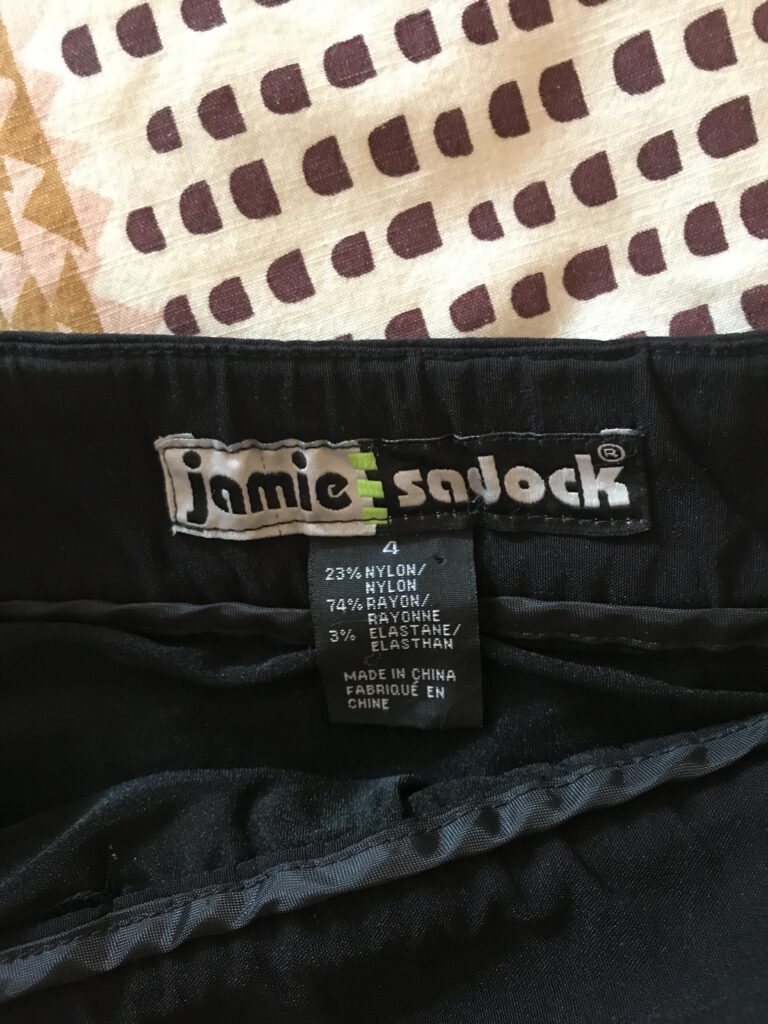 jamie sadock®
4
23% NYLON/
NYLON
74% RAYON/
RAYONNE
3% ELASTANE/
ELASTHAN
MADE IN CHINA
FABRIQUÉ EN
CHINE